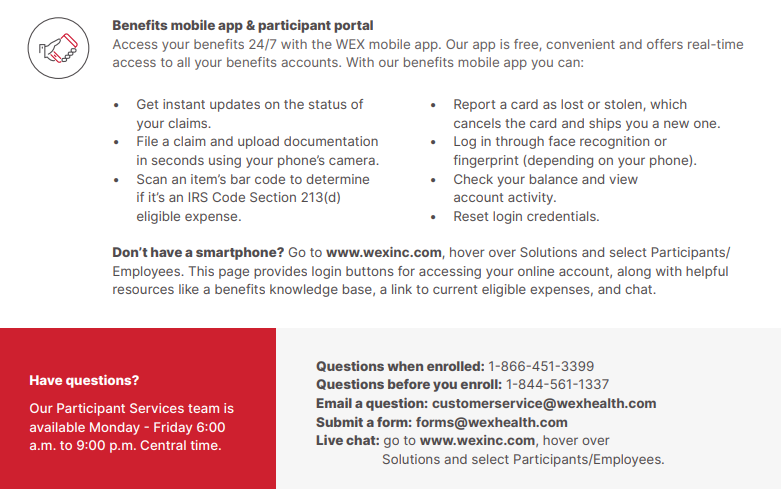 Benefits mobile app & participant portal
Access your benefits 24/7 with the WEX mobile app. Our app is free, convenient and offers real-time
access to all your benefits accounts. With our benefits mobile app you can:
• Get instant updates on the status of
your claims.
• File a claim and upload documentation
in seconds using your phone’s camera.
• Scan an item’s bar code to determine
if it’s an IRS Code Section 213(d)
eligible expense.
• Report a card as lost or stolen, which
cancels the card and ships you a new one.
• Log in through face recognition or
fingerprint (depending on your phone).
• Check your balance and view
account activity.
• Reset login credentials.
Don’t have a smartphone? Go to www.wexinc.com, hover over Solutions and select Participants/
Employees. This page provides login buttons for accessing your online account, along with helpful
resources like a benefits knowledge base, a link to current eligible expenses, and chat.
Have questions?
Our Participant Services team is
available Monday - Friday 6:00
a.m. to 9:00 p.m. Central time.
Questions when enrolled: 1-866-451-3399
Questions before you enroll: 1-844-561-1337
Email a question: customerservice@wexhealth.com
Submit a form: forms@wexhealth.com
Live chat: go to www.wexinc.com, hover over
Solutions and select Participants/Employees.